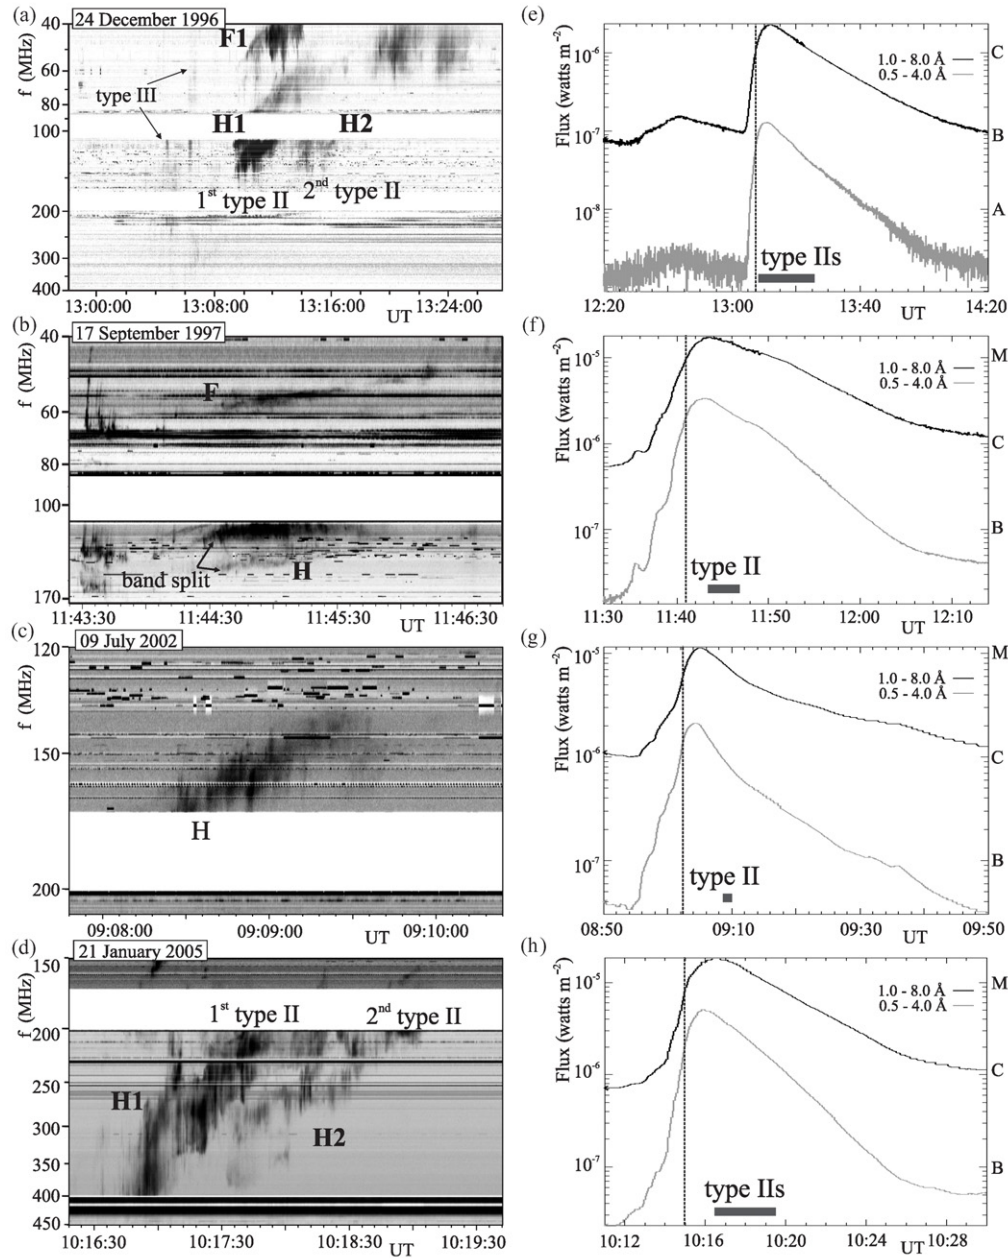 (a)
24 December 1996
f (MHz)
40
60
80
100
200
300
400
F1
type III
H1
H2
1st type II
2nd type II
13:00:00
13:08:00
13:16:00
13:24:00
UT
(e)
Flux (watts m-2)
10-6
10-7
10-8
1.0 - 8.0 Å
0.5 - 4.0 Å
C
B
A
type IIs
12:20
13:00
13:40
14:20
UT
(b)
17 September 1997
f (MHz)
40
60
80
100
170
F
band split
H
11:43:30
11:44:30
11:45:30
11:46:30
UT
(f)
Flux (watts m-2)
10-5
10-6
10-7
1.0 - 8.0 Å
0.5 - 4.0 Å
M
C
B
type II
11:30
11:40
11:50
12:00
12:10
UT
(c)
09 July 2002
f (MHz)
120
150
200
H
09:08:00
09:09:00
09:10:00
UT
(g)
Flux (watts m-2)
10-5
10-6
10-7
1.0 - 8.0 Å
0.5 - 4.0 Å
M
C
B
type II
08:50
09:10
09:30
09:50
UT
(d)
21 January 2005
f (MHz)
150
200
250
300
350
400
450
1st type II
2nd type II
H1
H2
10:16:30
10:17:30
10:18:30
10:19:30
UT
(h)
Flux (watts m-2)
10-5
10-6
10-7
1.0 - 8.0 Å
0.5 - 4.0 Å
M
C
B
type IIs
10:12
10:16
10:20
10:24
10:28
UT